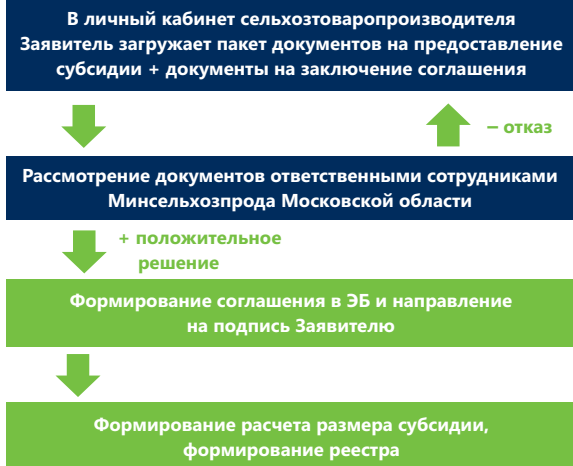 В личный кабинет сельхозтоваропроизводителя
Заявитель загружает пакет документов на предоставление
субсидии + документы на заключение соглашения
– отказ
Рассмотрение документов ответственными сотрудниками
Минсельхозпрода Московской области
+ положительное
решение
Формирование соглашения в ЭБ и направление
на подпись Заявителю
Формирование расчета размера субсидии,
формирование реестра